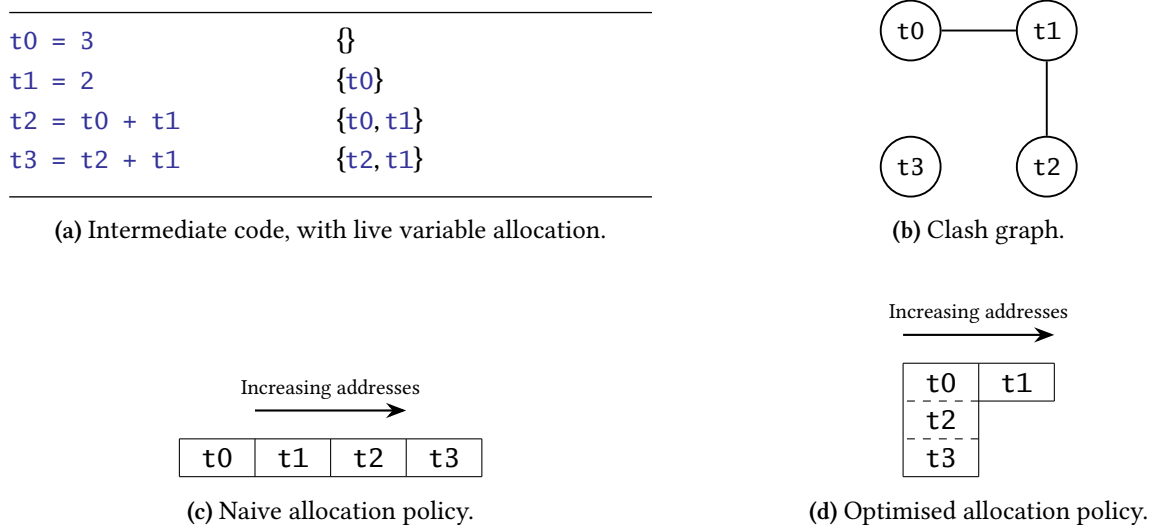 t0 = 3 {}
t1 = 2 {t0}
t2 = t0 + t1 {t0, t1}
t3 = t2 + t1 {t2, t1}
(a) Intermediate code, with live variable allocation.
t0 t1
t3 t2
(b) Clash graph.
Increasing addresses
t0 t1 t2 t3
(c) Naive allocation policy.
Increasing addresses
t0 t1
t2
t3
(d) Optimised allocation policy.